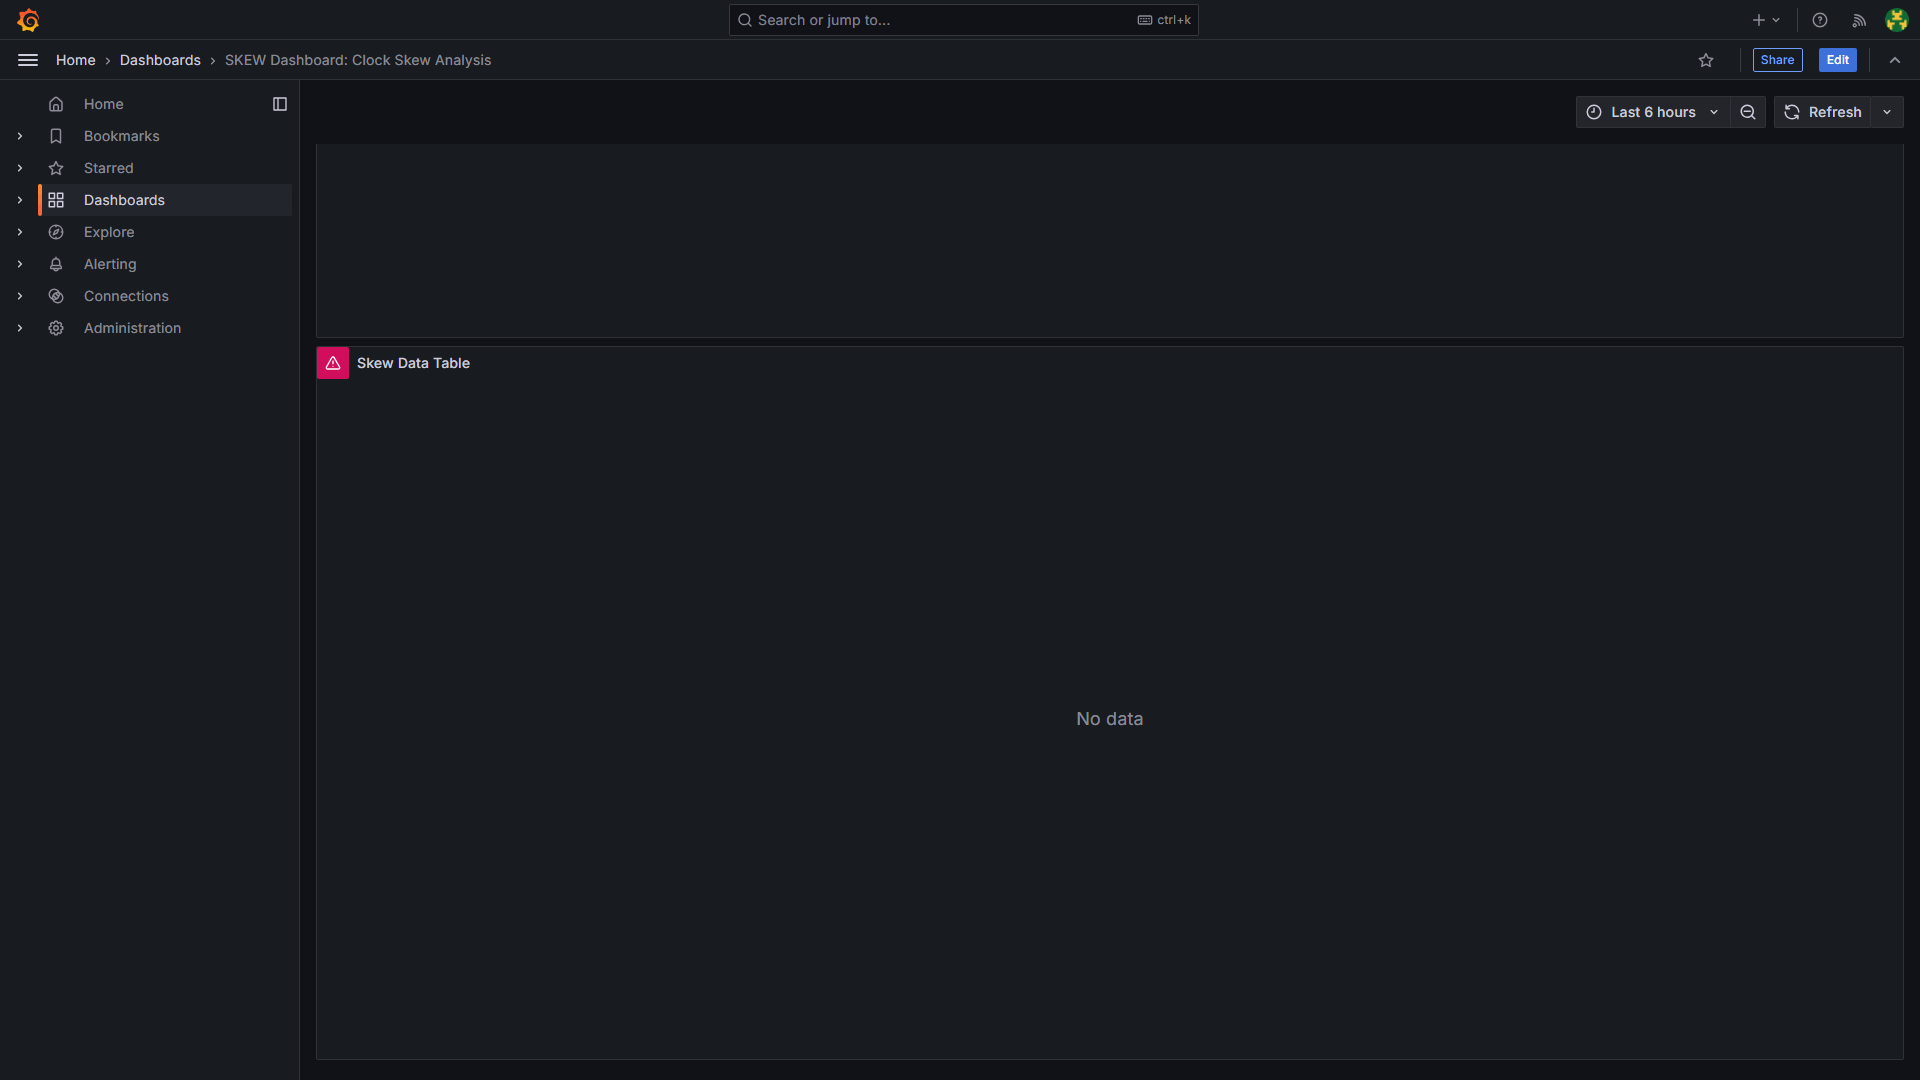 Search or jump to...
ctrl+k
Home › Dashboards › SKEW Dashboard: Clock Skew Analysis
Share
Edit
Home
Bookmarks
Starred
Dashboards
Explore
Alerting
Connections
Administration
Last 6 hours
Refresh
Skew Data Table
No data